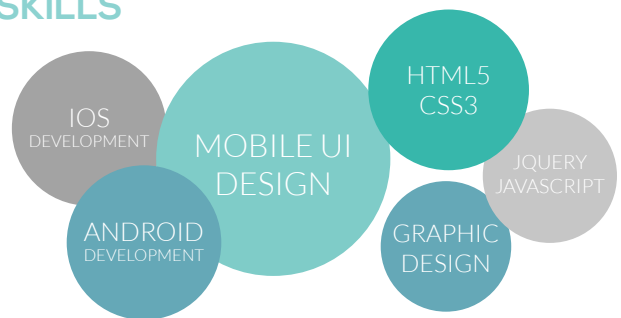 SKILLS
IOS
DEVELOPMENT
MOBILE UI
DESIGN
HTML5
CSS3
JQUERY
JAVASCRIPT
ANDROID
DEVELOPMENT
GRAPHIC
DESIGN